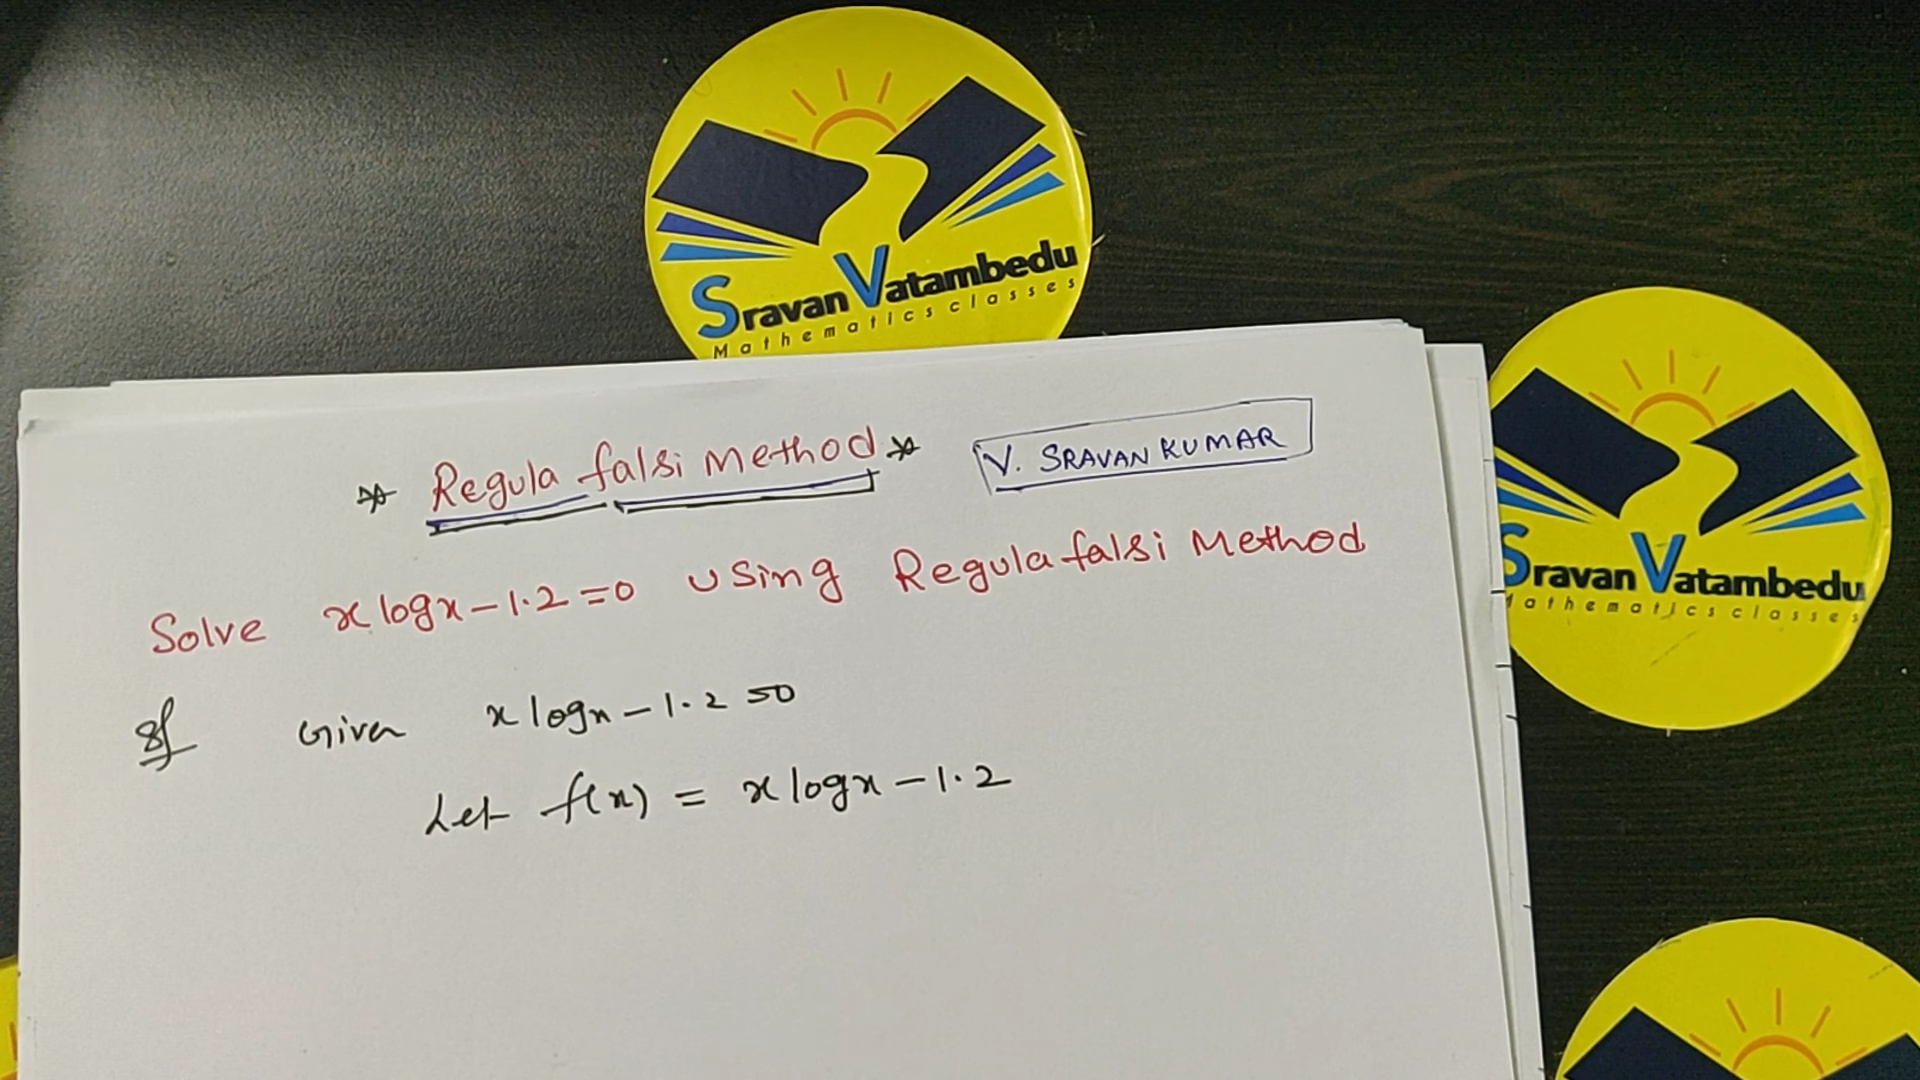 Sravan Vatambedu
Mathematics classes
* Regula falsi Method *
V. SRAVAN KUMAR
Solve x log x - 1.2 = 0 using Regula falsi Method
Sravan Vatambedu
Mathematics classes
Sol Given x log x - 1.2 = 0
Let f(x) = x log x - 1.2